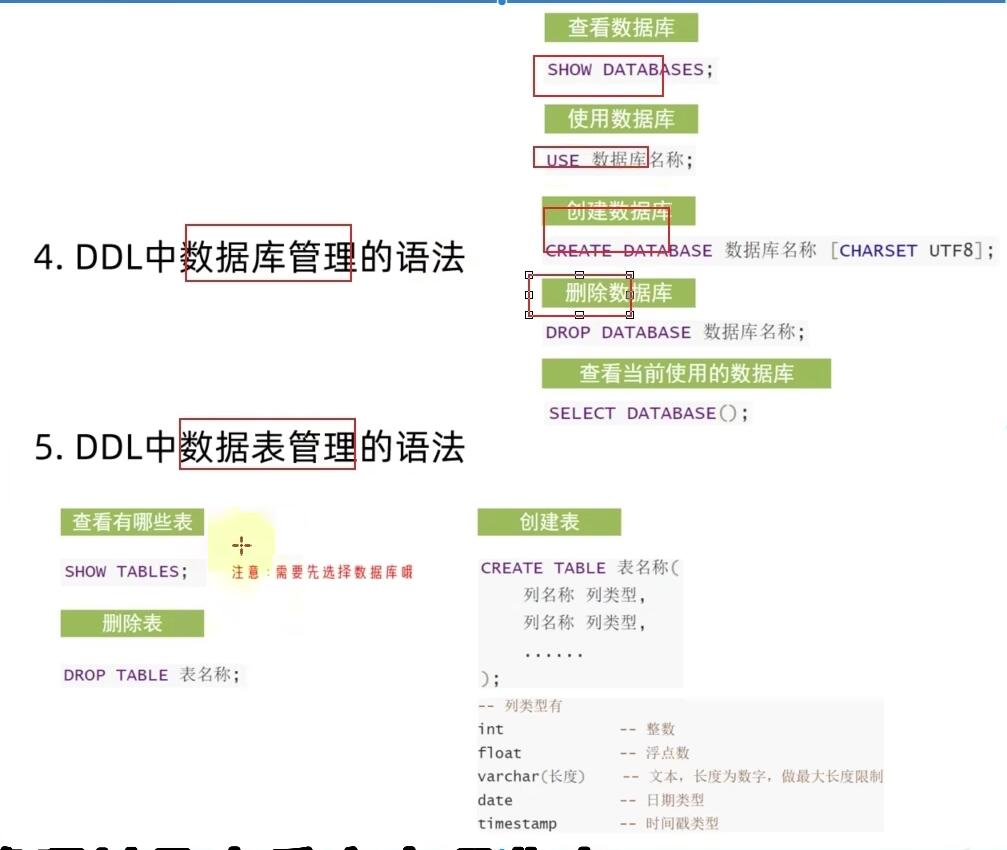 查看数据库
SHOW DATABASES;
使用数据库
USE 数据库名称;
创建数据库
CREATE DATABASE 数据库名称 [CHARSET UTF8];
4. DDL中数据库管理的语法
删除数据库
DROP DATABASE 数据库名称;
查看当前使用的数据库
SELECT DATABASE();
5. DDL中数据表管理的语法
查看有哪些表
SHOW TABLES; 注意：需要先选择数据库哦
删除表
DROP TABLE 表名称;
创建表
CREATE TABLE 表名称(
列名称 列类型,
列名称 列类型,
......
);
-- 列类型有
int -- 整数
float -- 浮点数
varchar(长度) -- 文本，长度为数字，做最大长度限制
date -- 日期类型
timestamp -- 时间戳类型